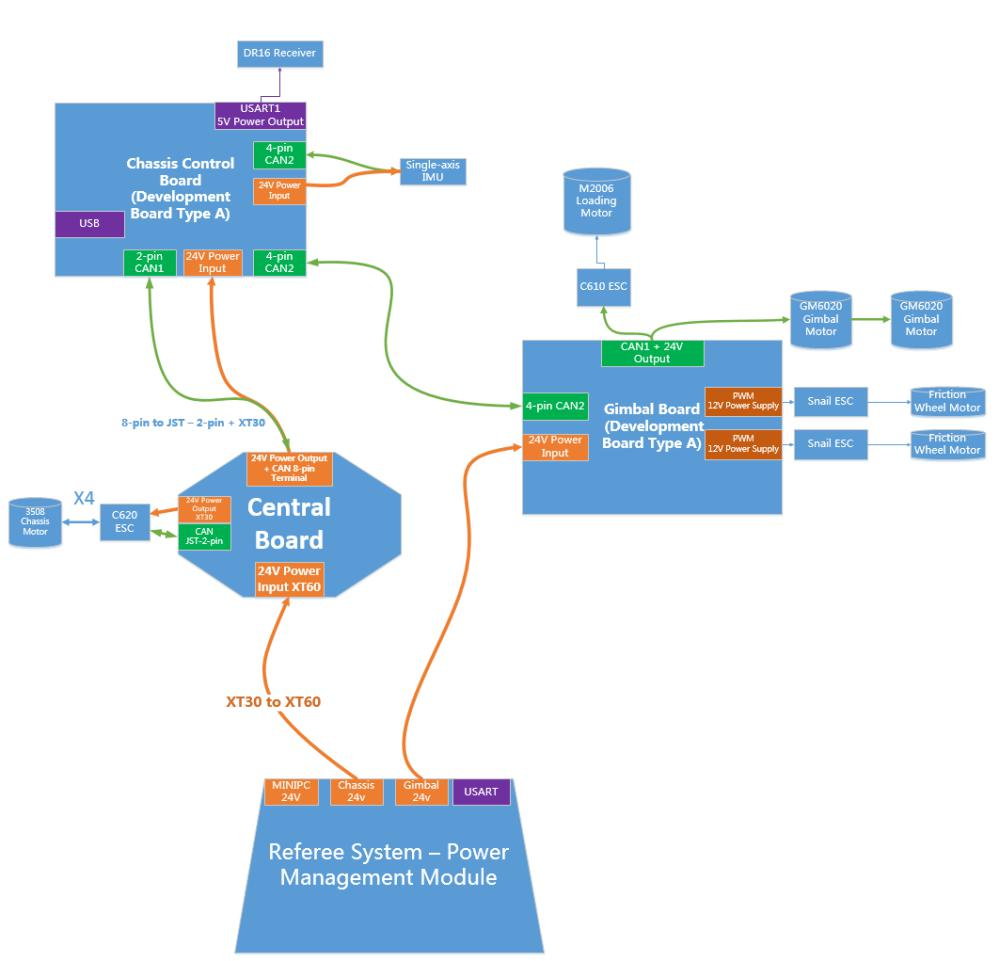 DR16 Receiver
USART1
5V Power Output
4-pin
CAN2
Chassis Control
Board
(Development
Board Type A)
24V Power
Input
Single-axis
IMU
USB
2-pin
CAN1
24V Power
Input
4-pin
CAN2
M2006
Loading
Motor
C610 ESC
GM6020
Gimbal
Motor
GM6020
Gimbal
Motor
CAN1 + 24V
Output
4-pin CAN2
Gimbal Board
(Development
Board Type A)
24V Power
Input
PWM
12V Power Supply
Snail ESC
Friction
Wheel Motor
PWM
12V Power Supply
Snail ESC
Friction
Wheel Motor
8-pin to JST – 2-pin + XT30
24V Power Output
+ CAN 8-pin
Terminal
Central
Board
24V Power
Output
XT30
CAN
JST-2-pin
X4
3508
Chassis
Motor
C620
ESC
24V Power
Input XT60
XT30 to XT60
MINIPC
24V
Chassis
24v
Gimbal
24v
USART
Referee System – Power
Management Module